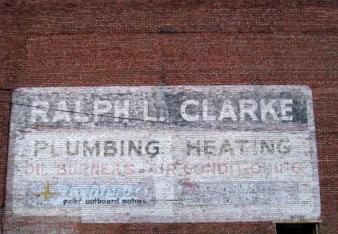 RALPH L. CLARKE
PLUMBING - HEATING
OIL BURNERS - AIR CONDITIONING
quiet outboard motors